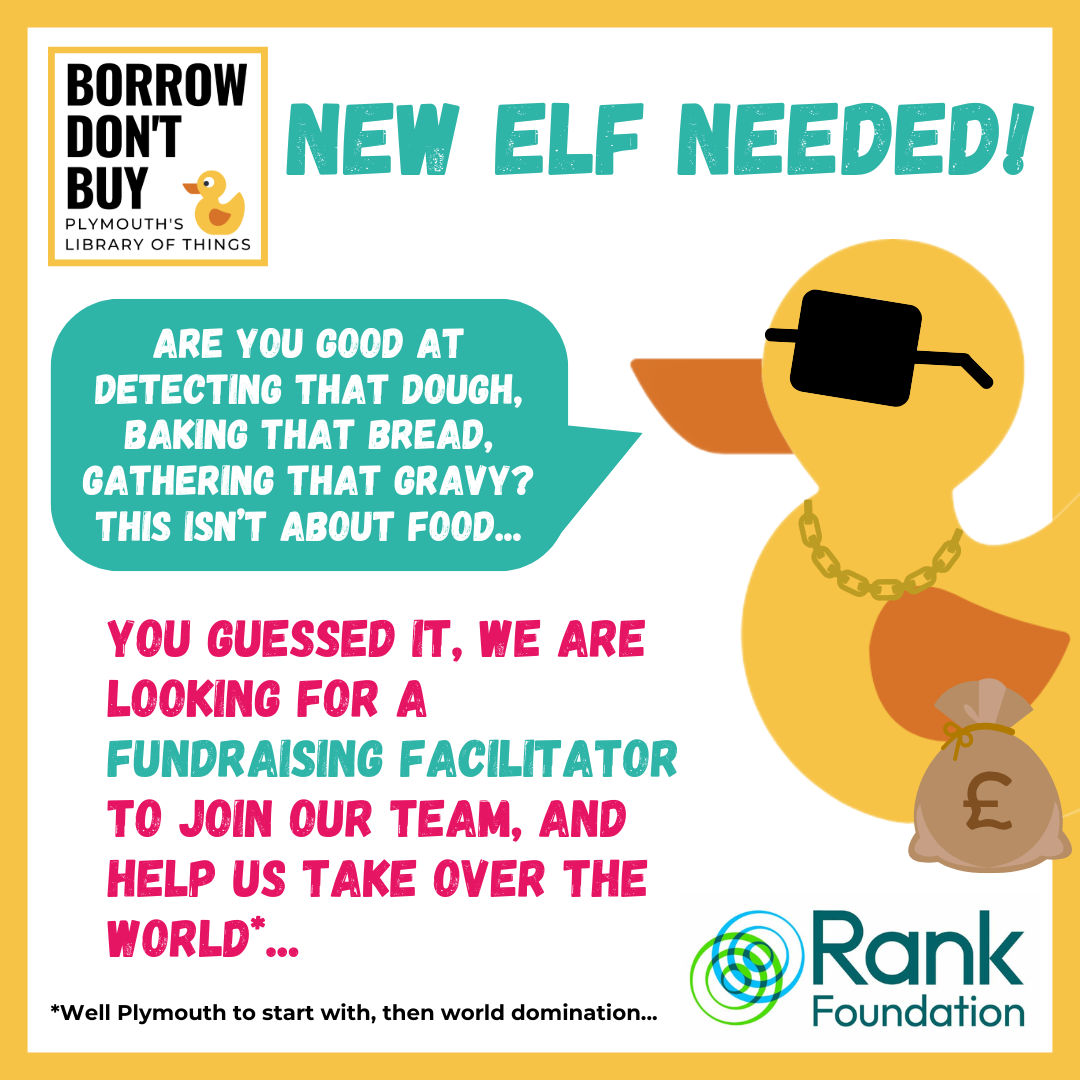 BORROW
DON'T
BUY
PLYMOUTH'S
LIBRARY OF THINGS
NEW ELF NEEDED!
ARE YOU GOOD AT
DETECTING THAT DOUGH,
BAKING THAT BREAD,
GATHERING THAT GRAVY?
THIS ISN'T ABOUT FOOD...
YOU GUESSED IT, WE ARE
LOOKING FOR A
FUNDRAISING FACILITATOR
TO JOIN OUR TEAM, AND
HELP US TAKE OVER THE
WORLD*...
£
*Well Plymouth to start with, then world domination...
Rank
Foundation